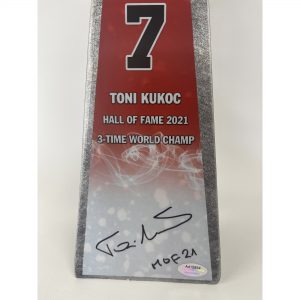 7
TONI KUKOC
HALL OF FAME 2021
3-TIME WORLD CHAMP
HOF 21